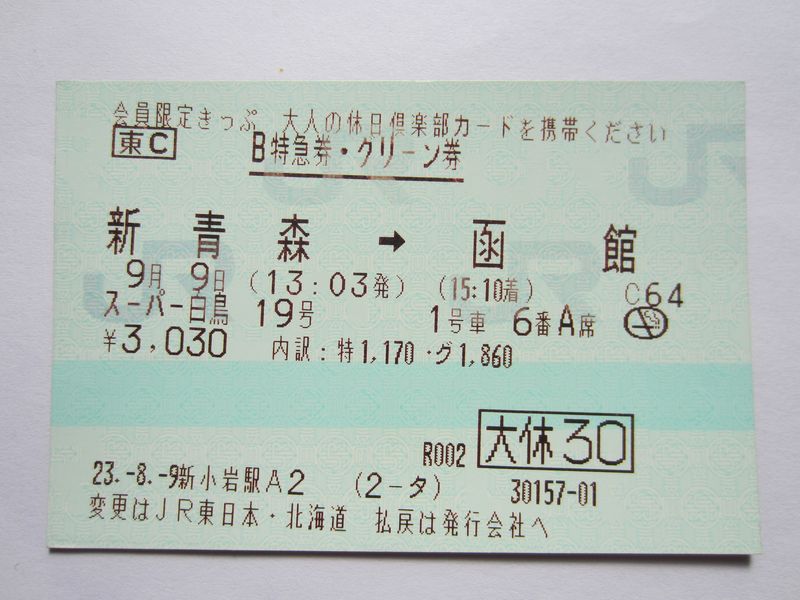 会員限定きっぷ 大人の休日倶楽部カードを携帯ください
東C B特急券・グリーン券
新青森 → 函館
9月 9日 (13:03発) (15:10着) C64
スーパー白鳥 19号 1号車 6番A席
¥3,030 内訳:特1,170・グ1,860
R002 大休30
23.-8.-9新小岩駅A2 (2-タ) 30157-01
変更はJR東日本・北海道 払戻は発行会社へ